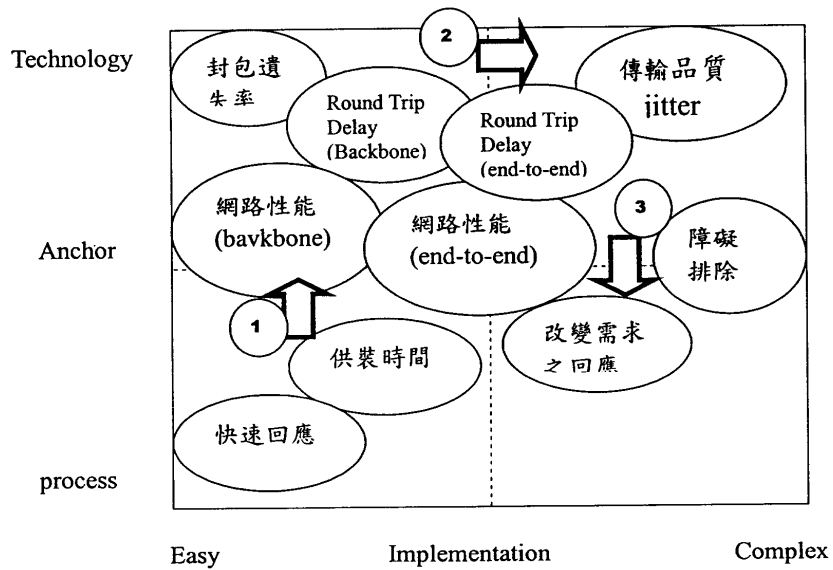 Technology
封包遺
失率
2
傳輸品質
jitter
Round Trip
Delay
(Backbone)
Round Trip
Delay
(end-to-end)
Anchor
網路性能
(bavkbone)
網路性能
(end-to-end)
3
障礙
排除
1
供裝時間
改變需求
之回應
快速回應
process
Easy
Implementation
Complex